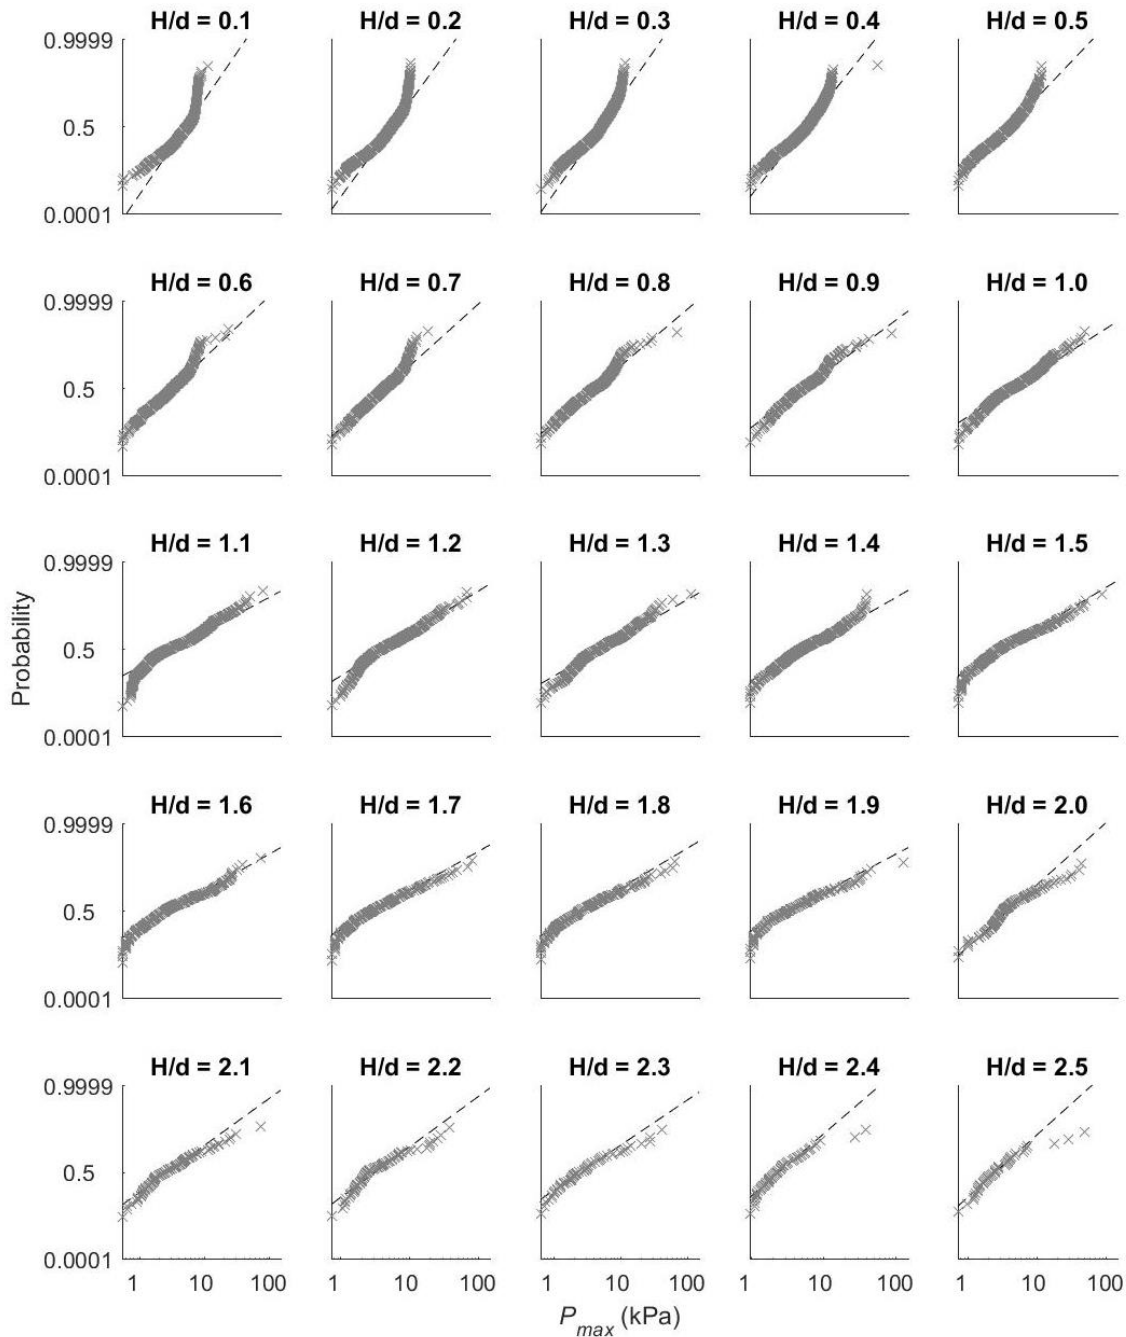 H/d = 0.1 H/d = 0.2 H/d = 0.3 H/d = 0.4 H/d = 0.5
0.9999
0.5
0.0001
H/d = 0.6 H/d = 0.7 H/d = 0.8 H/d = 0.9 H/d = 1.0
0.9999
0.5
0.0001
H/d = 1.1 H/d = 1.2 H/d = 1.3 H/d = 1.4 H/d = 1.5
0.9999
Probability
0.5
0.0001
H/d = 1.6 H/d = 1.7 H/d = 1.8 H/d = 1.9 H/d = 2.0
0.9999
0.5
0.0001
H/d = 2.1 H/d = 2.2 H/d = 2.3 H/d = 2.4 H/d = 2.5
0.9999
0.5
0.0001
1 10 100 1 10 100 1 10 100 1 10 100 1 10 100
P_max (kPa)